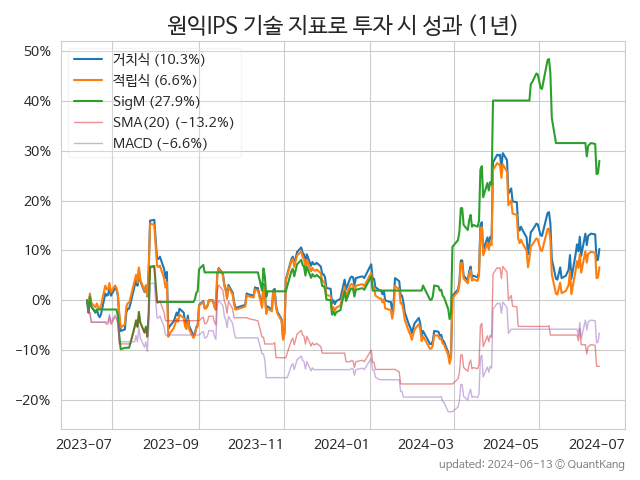 원익IPS 기술 지표로 투자 시 성과 (1년)
거치식 (10.3%)
적립식 (6.6%)
SigM (27.9%)
SMA(20) (−13.2%)
MACD (−6.6%)
50%
40%
30%
20%
10%
0%
−10%
−20%
2023-07 2023-09 2023-11 2024-01 2024-03 2024-05 2024-07
updated: 2024-06-13 © QuantKang